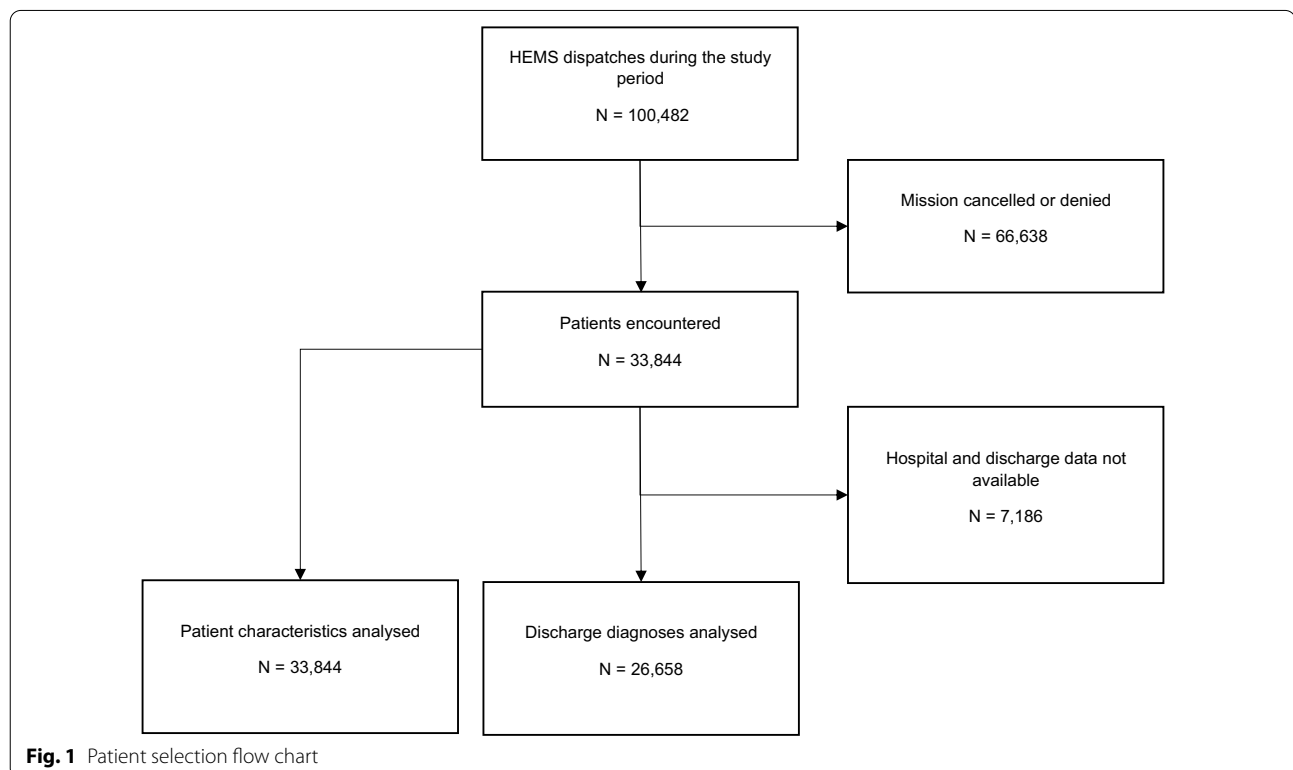 HEMS dispatches during the study
period
N = 100,482
Mission cancelled or denied
N = 66,638
Patients encountered
N = 33,844
Hospital and discharge data not
available
N = 7,186
Patient characteristics analysed
N = 33,844
Discharge diagnoses analysed
N = 26,658
Fig. 1 Patient selection flow chart